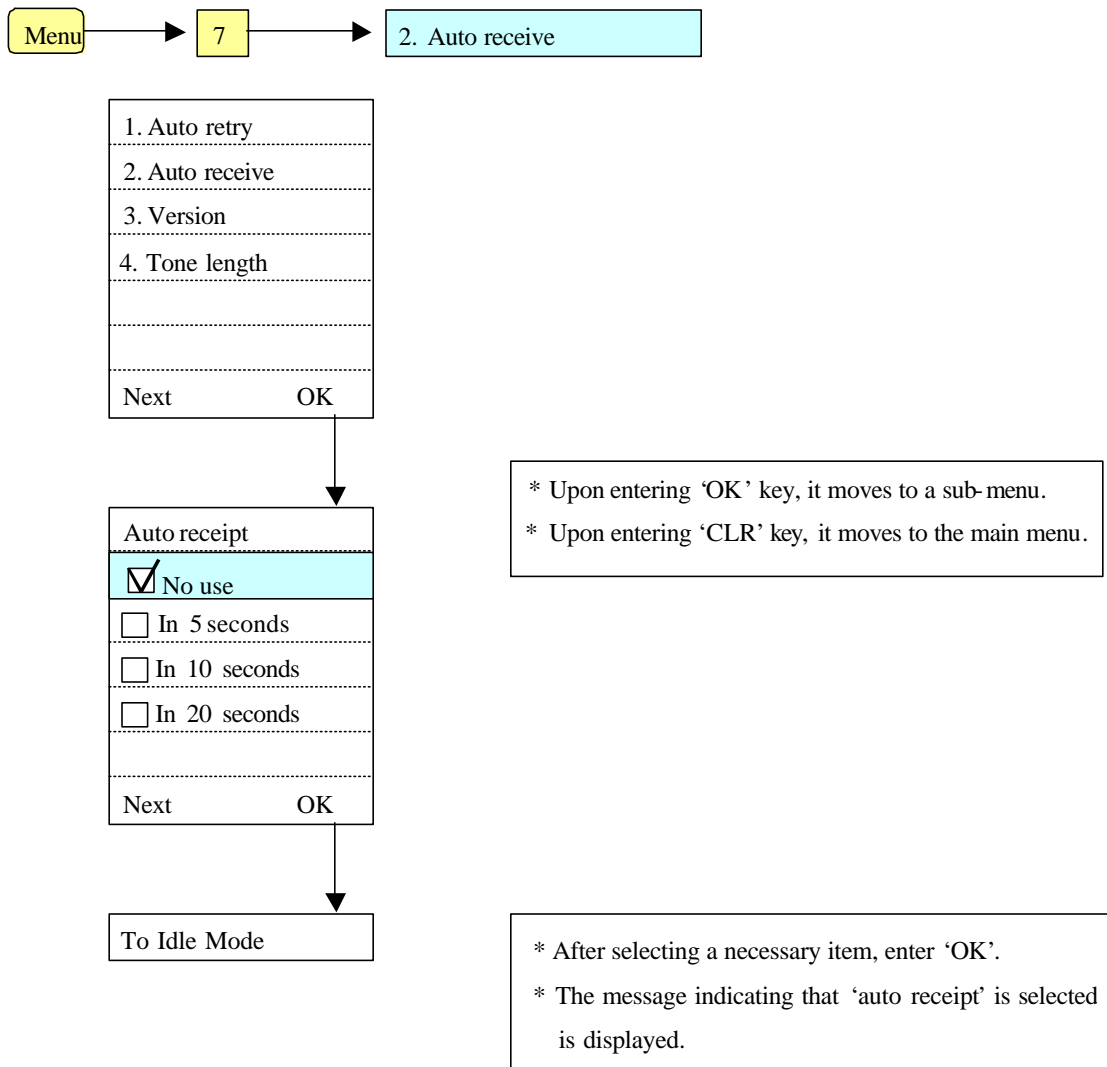 Menu 7 2. Auto receive
1. Auto retry
2. Auto receive
3. Version
4. Tone length
Next OK
* Upon entering ‘OK’ key, it moves to a sub-menu.
* Upon entering ‘CLR’ key, it moves to the main menu.
Auto receipt
No use
In 5 seconds
In 10 seconds
In 20 seconds
Next OK
To Idle Mode
* After selecting a necessary item, enter ‘OK’.
* The message indicating that ‘auto receipt’ is selected
is displayed.